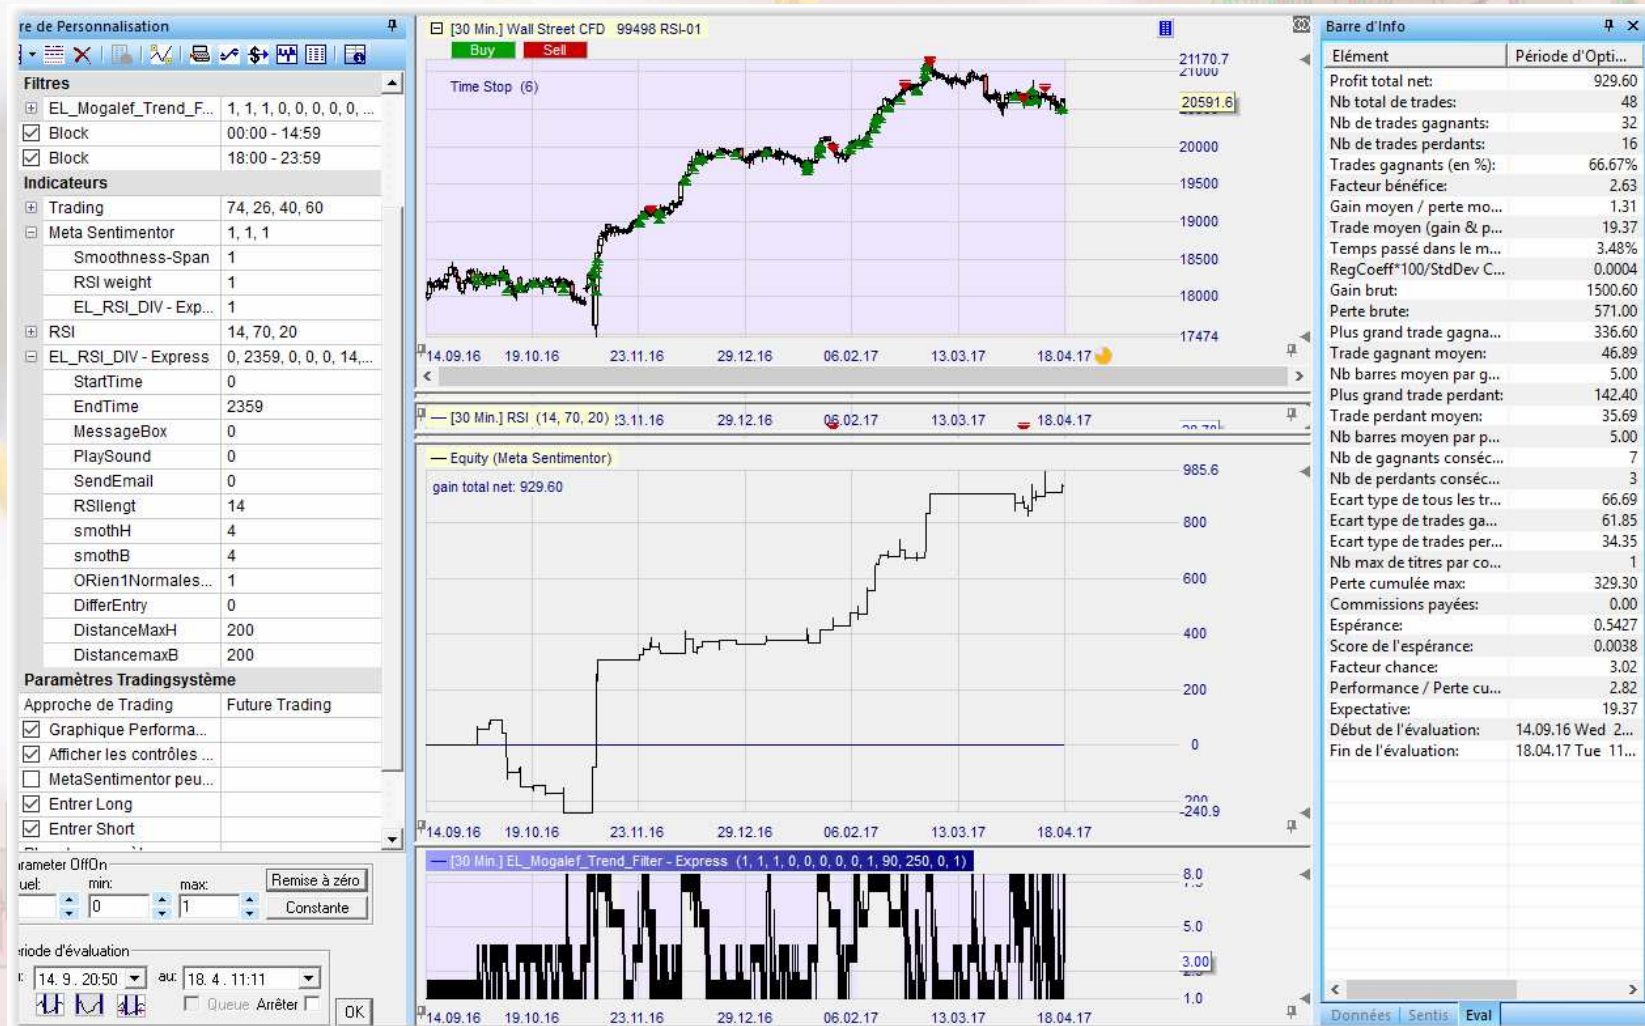 re de Personnalisation
Filtres
EL_Mogalef_Trend_F... 1, 1, 1, 0, 0, 0, 0, 0, ...
Block 00:00 - 14:59
Block 18:00 - 23:59
Indicateurs
Trading 74, 26, 40, 60
Meta Sentimentor 1, 1, 1
Smoothness-Span 1
RSI weight 1
EL_RSI_DIV - Exp... 1
RSI 14, 70, 20
EL_RSI_DIV - Express 0, 2359, 0, 0, 0, 14,...
StartTime 0
EndTime 2359
MessageBox 0
PlaySound 0
SendEmail 0
RSIlengt 14
smothH 4
smothB 4
ORien1Normales... 1
DifferEntry 0
DistanceMaxH 200
DistancemaxB 200
Paramètres Tradingsystème
Approche de Trading Future Trading
Graphique Performa...
Afficher les contrôles ...
MetaSentimentor peu...
Entrer Long
Entrer Short
arameter OffOn
uel: min: max: Remise à zéro
0 1 Constante
ériode d'évaluation
14. 9. 20:50 au: 18. 4. 11:11
Queue Arrêter OK
[30 Min.] Wall Street CFD 99498 RSI-01
Buy Sell
Time Stop (6)
21170.7
21000
20591.6
20000
19500
19000
18500
18000
17474
14.09.16 19.10.16 23.11.16 29.12.16 06.02.17 13.03.17 18.04.17
[30 Min.] RSI (14, 70, 20) 23.11.16 29.12.16 06.02.17 13.03.17 18.04.17
Equity (Meta Sentimentor)
gain total net: 929.60
985.6
800
600
400
200
0
200
-240.9
14.09.16 19.10.16 23.11.16 29.12.16 06.02.17 13.03.17 18.04.17
[30 Min.] EL_Mogalef_Trend_Filter - Express (1, 1, 1, 0, 0, 0, 0, 0, 1, 90, 250, 0, 1)
8.0
5.0
3.00
1.0
14.09.16 19.10.16 23.11.16 29.12.16 06.02.17 13.03.17 18.04.17
Barre d'Info
Elément Période d'Opti...
Profit total net: 929.60
Nb total de trades: 48
Nb de trades gagnants: 32
Nb de trades perdants: 16
Trades gagnants (en %): 66.67%
Facteur bénéfice: 2.63
Gain moyen / perte mo... 1.31
Trade moyen (gain & p... 19.37
Temps passé dans le m... 3.48%
RegCoeff*100/StdDev C... 0.0004
Gain brut: 1500.60
Perte brute: 571.00
Plus grand trade gagna... 336.60
Trade gagnant moyen: 46.89
Nb barres moyen par g... 5.00
Plus grand trade perdant: 142.40
Trade perdant moyen: 35.69
Nb barres moyen par p... 5.00
Nb de gagnants conséc... 7
Nb de perdants conséc... 3
Ecart type de tous les tr... 66.69
Ecart type de trades ga... 61.85
Ecart type de trades per... 34.35
Nb max de titres par co... 1
Perte cumulée max: 329.30
Commissions payées: 0.00
Espérance: 0.5427
Score de l'espérance: 0.0038
Facteur chance: 3.02
Performance / Perte cu... 2.82
Expectative: 19.37
Début de l'évaluation: 14.09.16 Wed 2...
Fin de l'évaluation: 18.04.17 Tue 11...
Données Sentis Eval